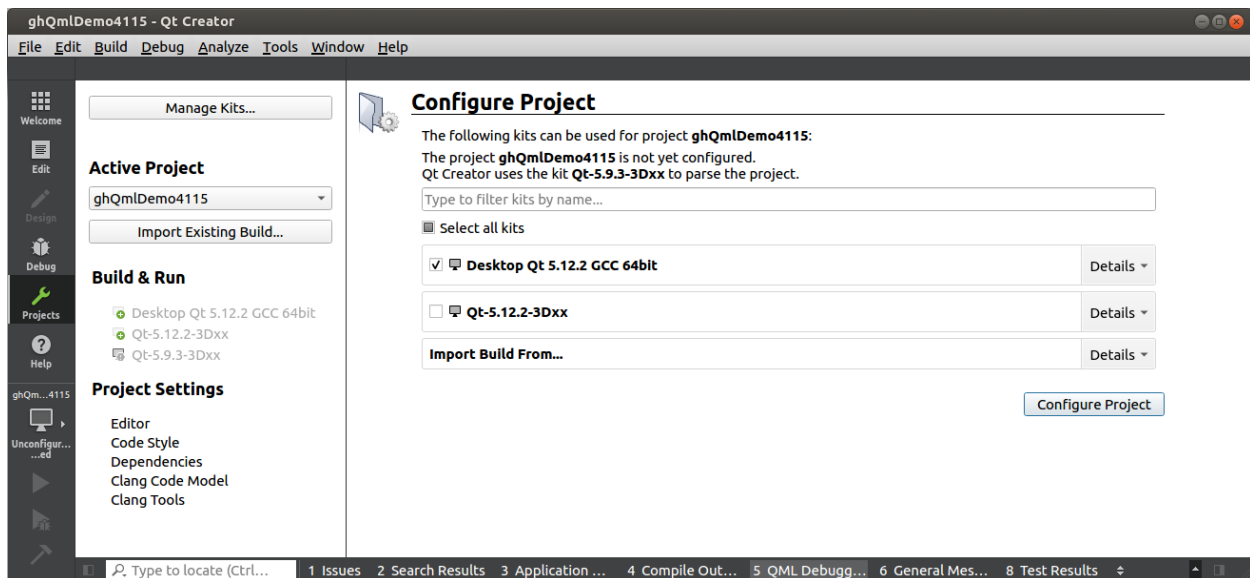 ghQmlDemo4115 - Qt Creator
File Edit Build Debug Analyze Tools Window Help
Welcome
Edit
Design
Debug
Projects
Help
ghQm...4115
Unconfigur...
...ed
Manage Kits...
Active Project
ghQmlDemo4115
Import Existing Build...
Build & Run
Desktop Qt 5.12.2 GCC 64bit
Qt-5.12.2-3Dxx
Qt-5.9.3-3Dxx
Project Settings
Editor
Code Style
Dependencies
Clang Code Model
Clang Tools
Configure Project
The following kits can be used for project ghQmlDemo4115:
The project ghQmlDemo4115 is not yet configured.
Qt Creator uses the kit Qt-5.9.3-3Dxx to parse the project.
Type to filter kits by name...
Select all kits
Desktop Qt 5.12.2 GCC 64bit Details
Qt-5.12.2-3Dxx Details
Import Build From... Details
Configure Project
Type to locate (Ctrl... 1 Issues 2 Search Results 3 Application ... 4 Compile Out... 5 QML Debugg... 6 General Mes... 8 Test Results